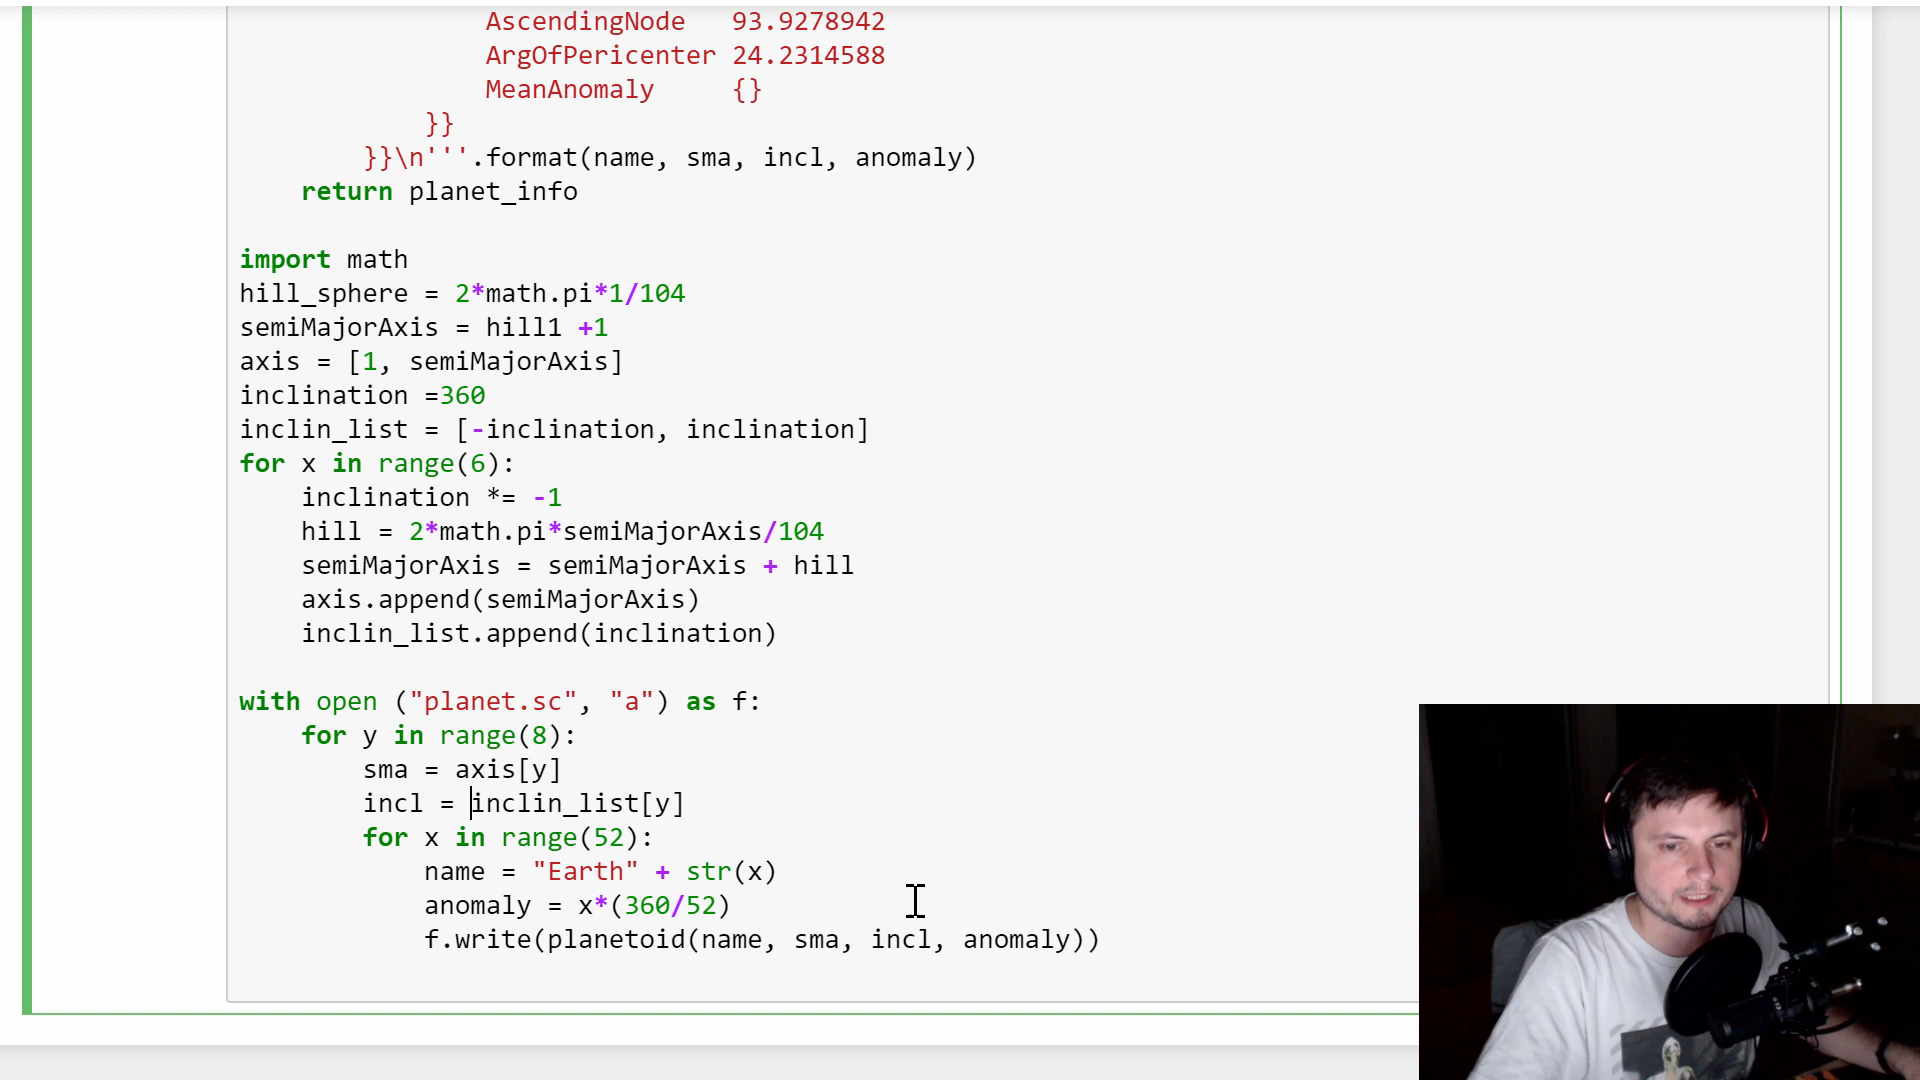 AscendingNode 93.9278942
ArgOfPericenter 24.2314588
MeanAnomaly {}
}}
}}\n'''.format(name, sma, incl, anomaly)
return planet_info
import math
hill_sphere = 2*math.pi*1/104
semiMajorAxis = hill1 +1
axis = [1, semiMajorAxis]
inclination =360
inclin_list = [-inclination, inclination]
for x in range(6):
inclination *= -1
hill = 2*math.pi*semiMajorAxis/104
semiMajorAxis = semiMajorAxis + hill
axis.append(semiMajorAxis)
inclin_list.append(inclination)
with open ("planet.sc", "a") as f:
for y in range(8):
sma = axis[y]
incl = inclin_list[y]
for x in range(52):
name = "Earth" + str(x)
anomaly = x*(360/52)
f.write(planetoid(name, sma, incl, anomaly))